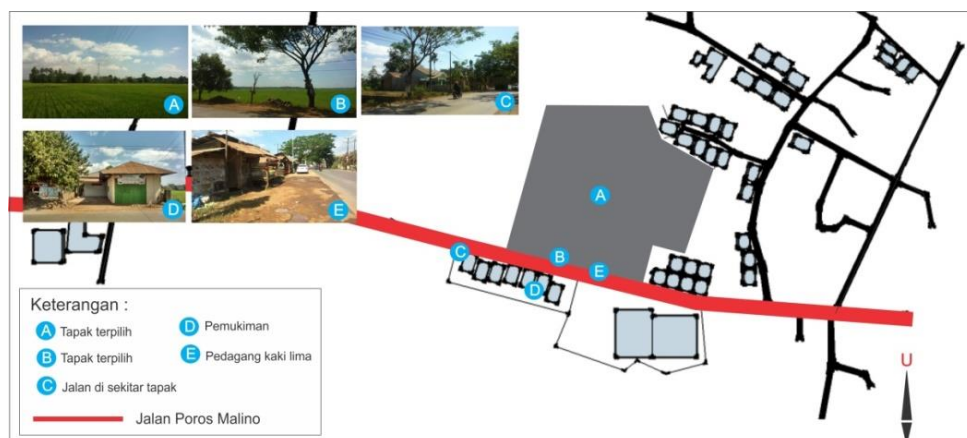 A
B
C
D
E
A
C
B
E
D
U
Keterangan :
A Tapak terpilih
B Tapak terpilih
C Jalan di sekitar tapak
D Pemukiman
E Pedagang kaki lima
Jalan Poros Malino